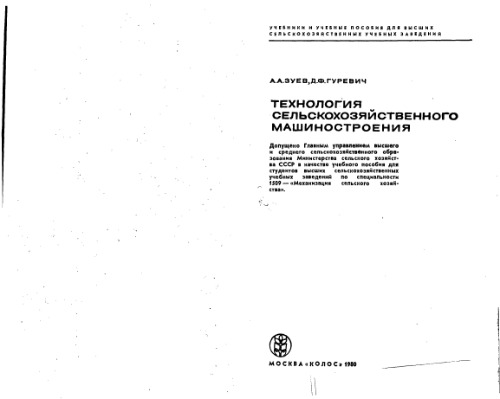 УЧЕБНИКИ И УЧЕБНЫЕ ПОСОБИЯ ДЛЯ ВЫСШИХ
СЕЛЬСКОХОЗЯЙСТВЕННЫХ УЧЕБНЫХ ЗАВЕДЕНИЙ
А.А.ЗУЕВ,Д.Ф.ГУРЕВИЧ
ТЕХНОЛОГИЯ
СЕЛЬСКОХОЗЯЙСТВЕННОГО
МАШИНОСТРОЕНИЯ
Допущено Главным управлением высшего
и среднего сельскохозяйственного обра-
зования Министерства сельского хозяйст-
ва СССР в качестве учебного пособия для
студентов высших сельскохозяйственных
учебных заведений по специальности
1509 — «Механизация сельского хозяй-
ства».
МОСКВА «КОЛОС» 1980